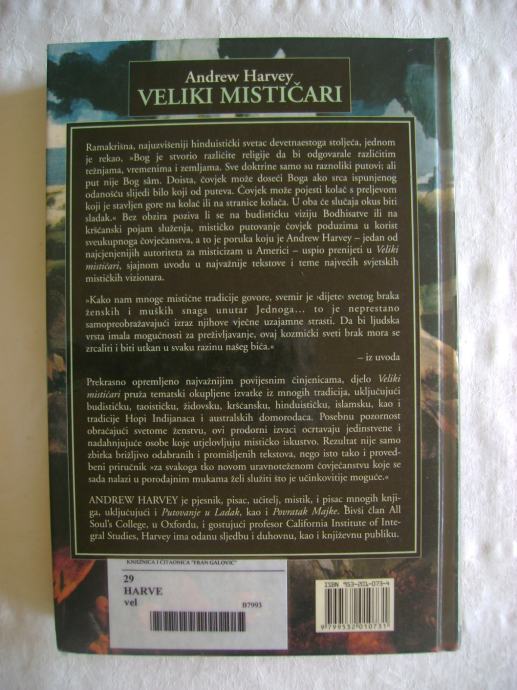 Andrew Harvey
VELIKI MISTIČARI
Ramakrišna, najuzvišeniji hinduistički svetac devetnaestoga stoljeća, jednom
je rekao, »Bog je stvorio različite religije da bi odgovarale različitim
težnjama, vremenima i zemljama. Sve doktrine samo su raznoliki putovi; ali
put nije Bog sâm. Doista, čovjek može doseći Boga ako srca ispunjenog
odanošću slijedi bilo koji od puteva. Čovjek može pojesti kolač s preljevom
koji je stavljen gore na kolač ili na stranice kolača. U oba će slučaja okus biti
sladak.« Bez obzira poziva li se na budističku viziju Bodhisatve ili na
kršćanski pojam služenja, mističko putovanje čovjek poduzima u korist
sveukupnoga čovječanstva, a to je poruka koju je Andrew Harvey – jedan od
najcjenjenijih autoriteta za misticizam u Americi – uspio prenijeti u Veliki
mističari, sjajnom uvodu u najvažnije tekstove i teme najvećih svjetskih
mističkih vizionara.
»Kako nam mnoge mistične tradicije govore, svemir je ›dijete‹ svetog braka
ženskih i muških snaga unutar Jednoga… to je neprestano
samopreobražavajući izraz njihove vječne uzajamne strasti. Da bi ljudska
vrsta imala mogućnosti za preživljavanje, ovaj kozmički sveti brak mora se
zrcaliti i biti utkan u svaku razinu našeg bića.«
– iz uvoda
Prekrasno opremljeno najvažnijim povijesnim činjenicama, djelo Veliki
mističari pruža tematski okupljene izvatke iz mnogih tradicija, uključujući
budističku, taoističku, židovsku, kršćansku, hinduističku, islamsku, kao i
tradicije Hopi Indijanaca i australskih domorodaca. Posebnu pozornost
obraćajući svetome ženstvu, ovi prodorni izvaci ocrtavaju jedinstvene i
nadahnjujuće osobe koje utjelovljuju mističko iskustvo. Rezultat nije samo
zbirka brižljivo odabranih i promišljenih tekstova, nego isto tako i proved-
beni priručnik »za svakoga tko novom uravnoteženom čovječanstvu koje se
sada nalazi u porođajnim mukama želi služiti što je učinkovitije moguće.«
ANDREW HARVEY je pjesnik, pisac, učitelj, mistik, i pisac mnogih knji-
ga, uključujući i Putovanje u Ladak, kao i Povratak Majke. Bivši član All
Soul's College, u Oxfordu, i gostujući profesor California Institute of Inte-
gral Studies, Harvey ima odanu sljedbu i duhovnu, kao i književnu publiku.
KNJIŽNICA I ČITAONICA "FRAN GALOVIĆ"
29
HARVE
vel
B7993
ISBN 953-201-073-4
9 799532 010731